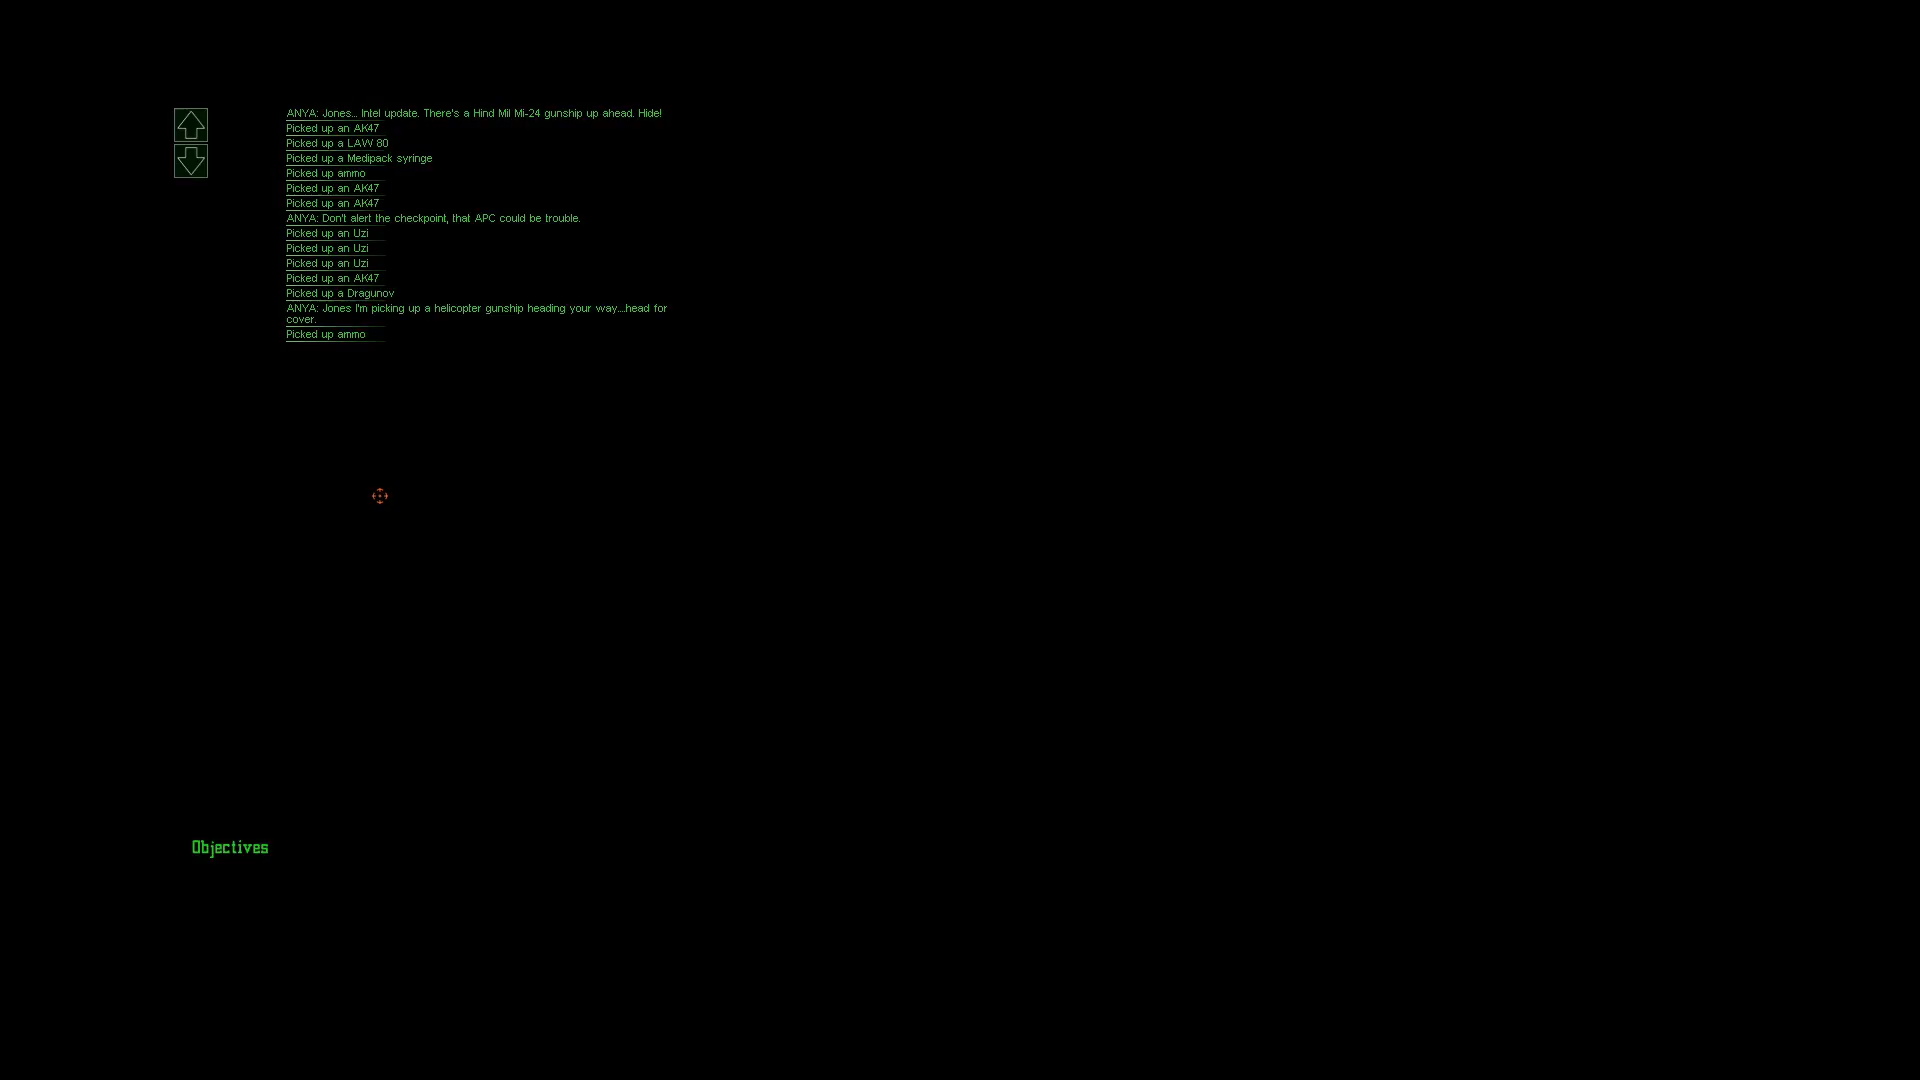 ANYA: Jones... Intel update. There's a Hind Mil Mi-24 gunship up ahead. Hide!
Picked up an AK47
Picked up a LAW 80
Picked up a Medipack syringe
Picked up ammo
Picked up an AK47
Picked up an AK47
ANYA: Don't alert the checkpoint, that APC could be trouble.
Picked up an Uzi
Picked up an Uzi
Picked up an Uzi
Picked up an AK47
Picked up a Dragunov
ANYA: Jones I'm picking up a helicopter gunship heading your way....head for
cover.
Picked up ammo
Objectives